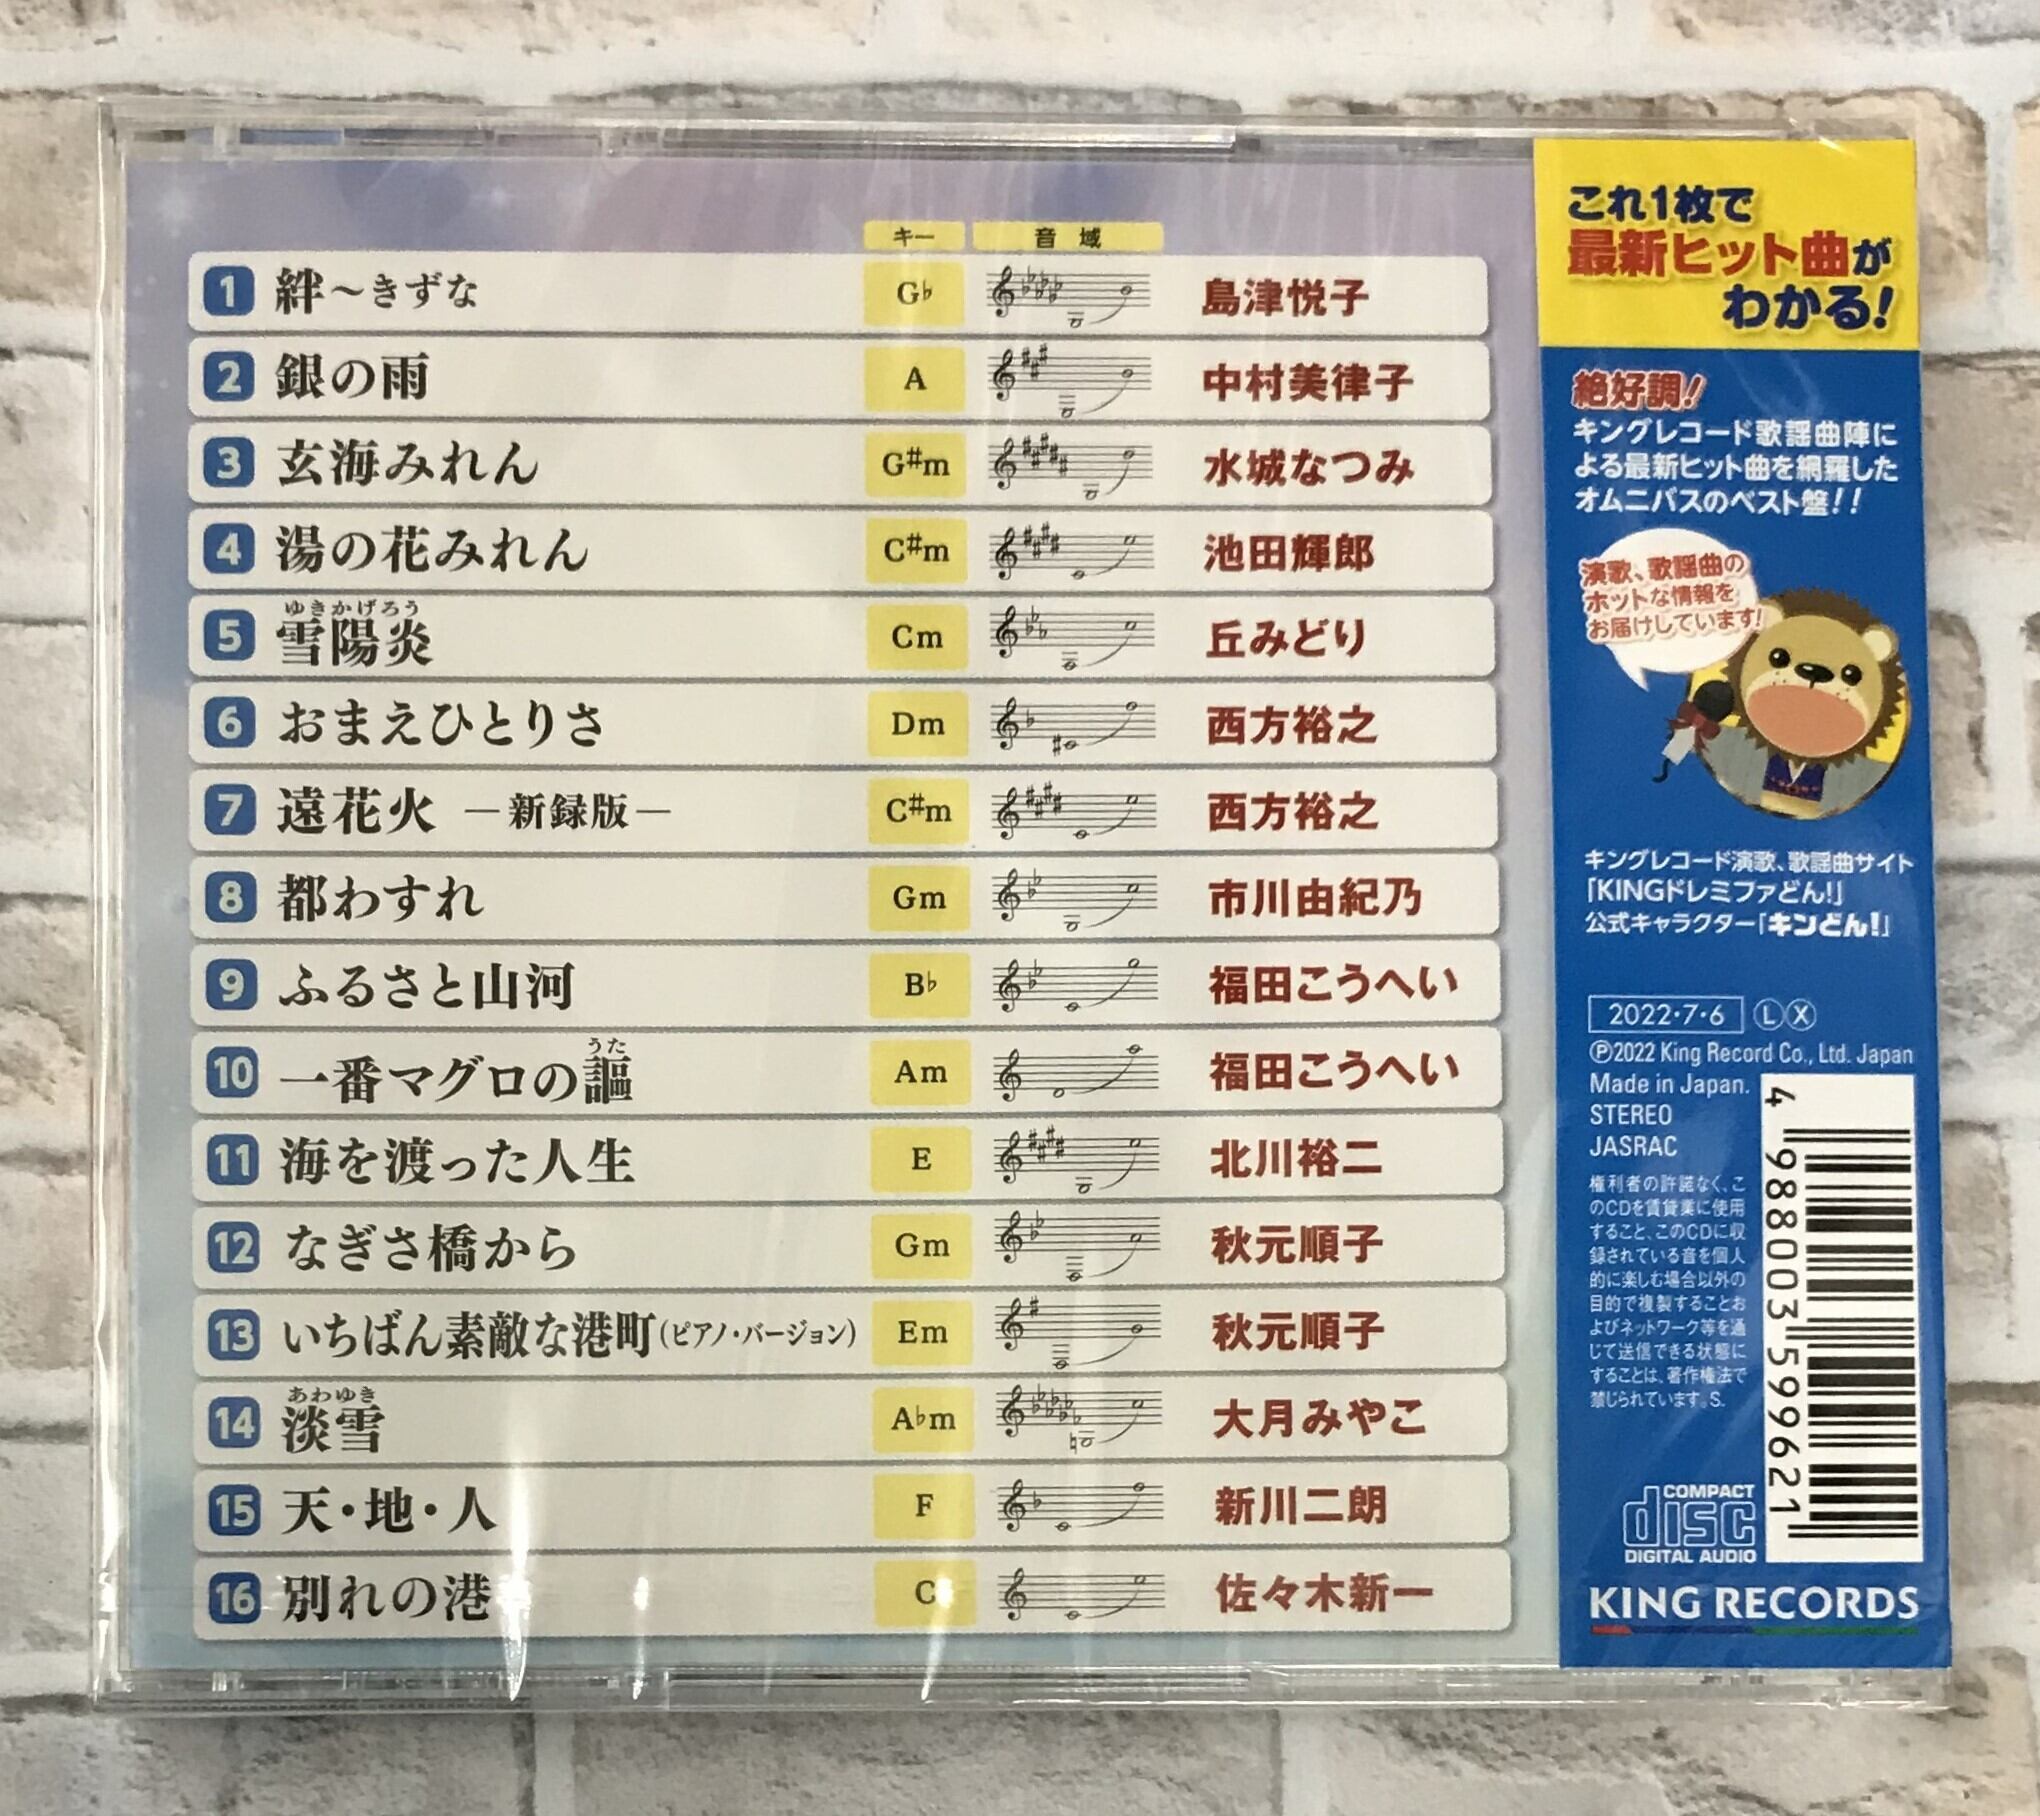 キー 音域
1 絆～きずな G♭ 島津悦子
2 銀の雨 A 中村美律子
3 玄海みれん G#m 水城なつみ
4 湯の花みれん C#m 池田輝郎
ゆきかげろう
5 雪陽炎 Cm 丘みどり
6 おまえひとりさ Dm 西方裕之
7 遠花火 ―新録版― C#m 西方裕之
8 都わすれ Gm 市川由紀乃
9 ふるさと山河 B♭ 福田こうへい
うた
10 一番マグロの謳 Am 福田こうへい
11 海を渡った人生 E 北川裕二
12 なぎさ橋から Gm 秋元順子
13 いちばん素敵な港町(ピアノ・バージョン) Em 秋元順子
あわゆき
14 淡雪 A♭m 大月みやこ
15 天・地・人 F 新川二朗
16 別れの港 C 佐々木新一
これ1枚で
最新ヒット曲が
わかる!
絶好調!
キングレコード歌謡曲陣に
よる最新ヒット曲を網羅した
オムニバスのベスト盤!!
演歌、歌謡曲の
ホットな情報を
お届けしています!
キングレコード演歌、歌謡曲サイト
「KINGドレミファどん!」
公式キャラクター「キンどん!」
2022・7・6 Ⓛ Ⓧ
Ⓟ2022 King Record Co., Ltd. Japan
Made in Japan.
STEREO
JASRAC
権利者の許諾なく、こ
のCDを賃貸業に使用
すること、このCDに収
録されている音を個人
的に楽しむ場合以外の
目的で複製することお
よびネットワーク等を通
じて送信できる状態に
することは、著作権法で
禁じられています。S.
4 988003 599621
COMPACT
disc
DIGITAL AUDIO
KING RECORDS